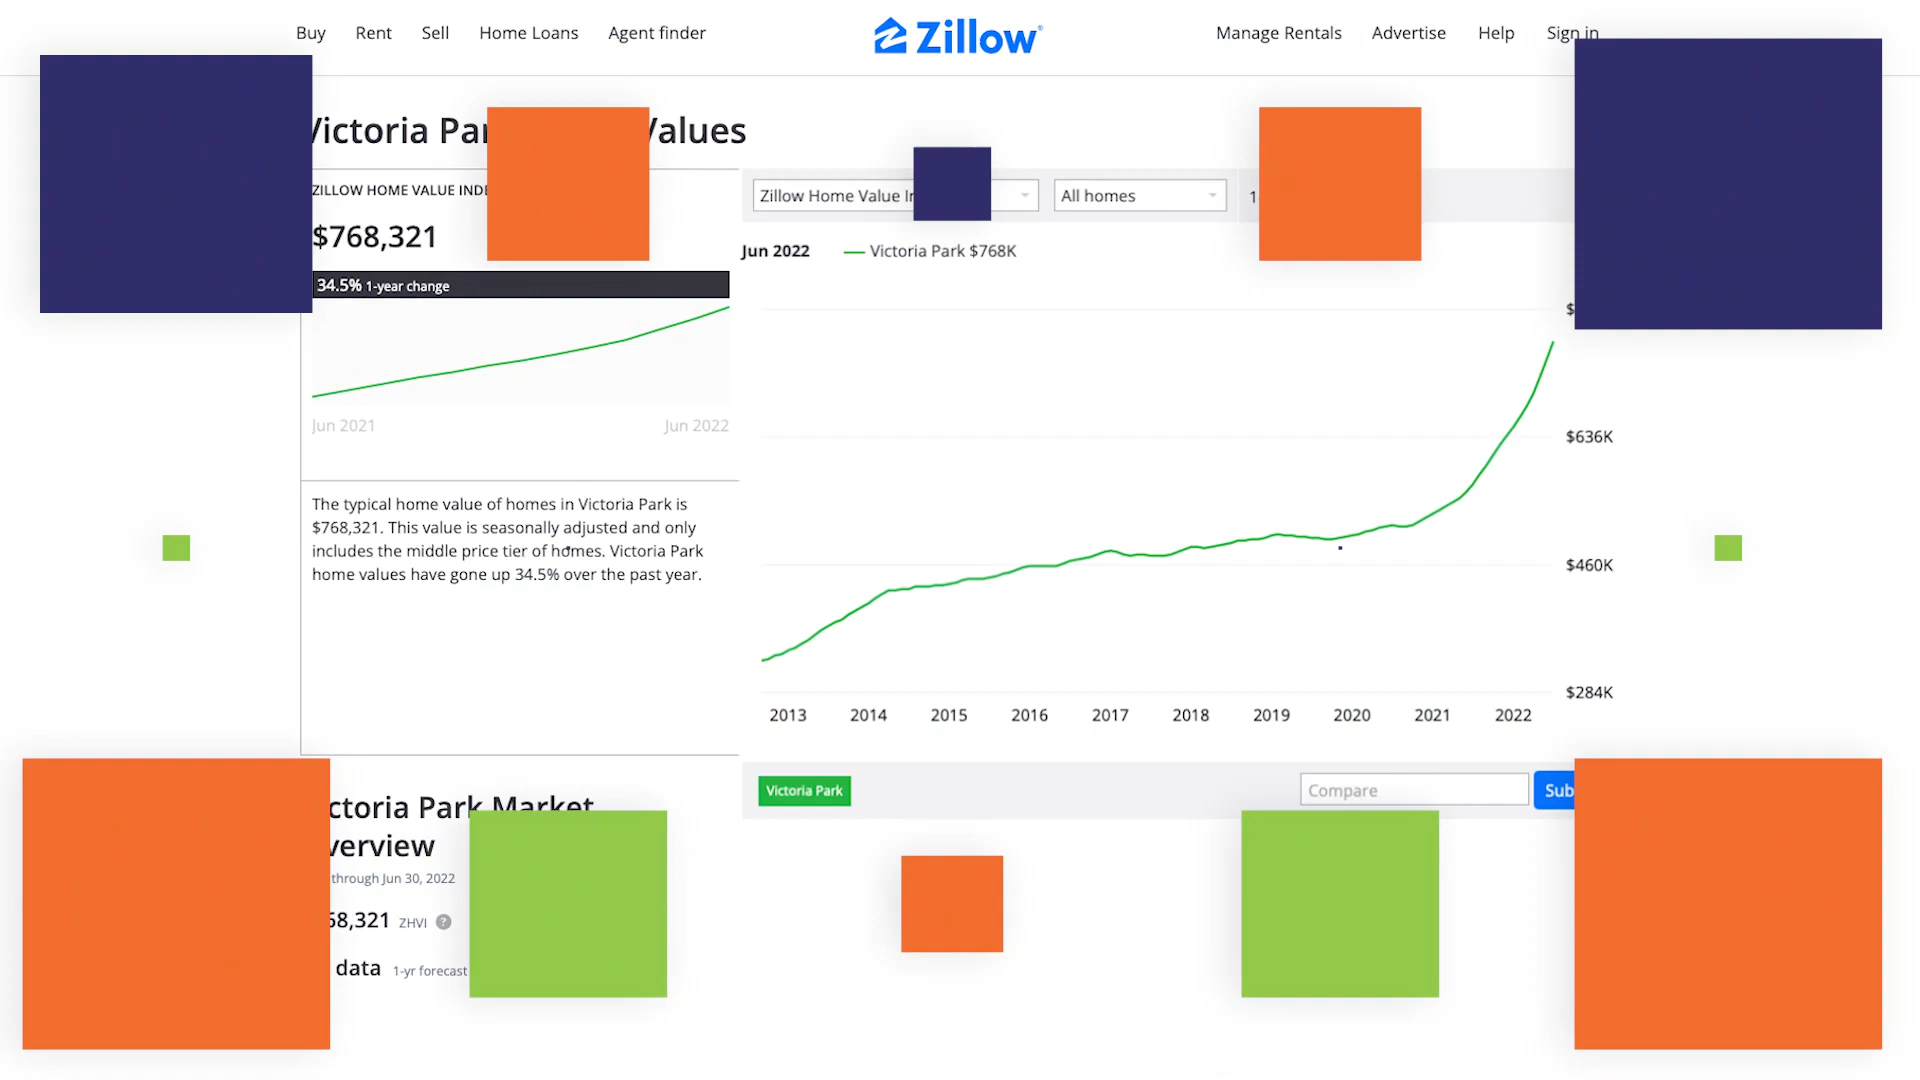 Buy Rent Sell Home Loans Agent finder Zillow Manage Rentals Advertise Help Sign in
Victoria Values
ZILLOW HOME VALUE
$768,321
34.5% 1-year change
Jun 2021 Jun 2022
The typical home value of homes in Victoria Park is
$768,321. This value is seasonally adjusted and only
includes the middle price tier of homes. Victoria Park
home values have gone up 34.5% over the past year.
Zillow Home Value All homes 1
Jun 2022 Victoria Park $768K
$
$636K
$460K
$284K
2013 2014 2015 2016 2017 2018 2019 2020 2021 2022
Victoria Park Compare Sub
ctoria Park Market
verview
through Jun 30, 2022
68,321 ZHVI ?
data 1-yr forecast